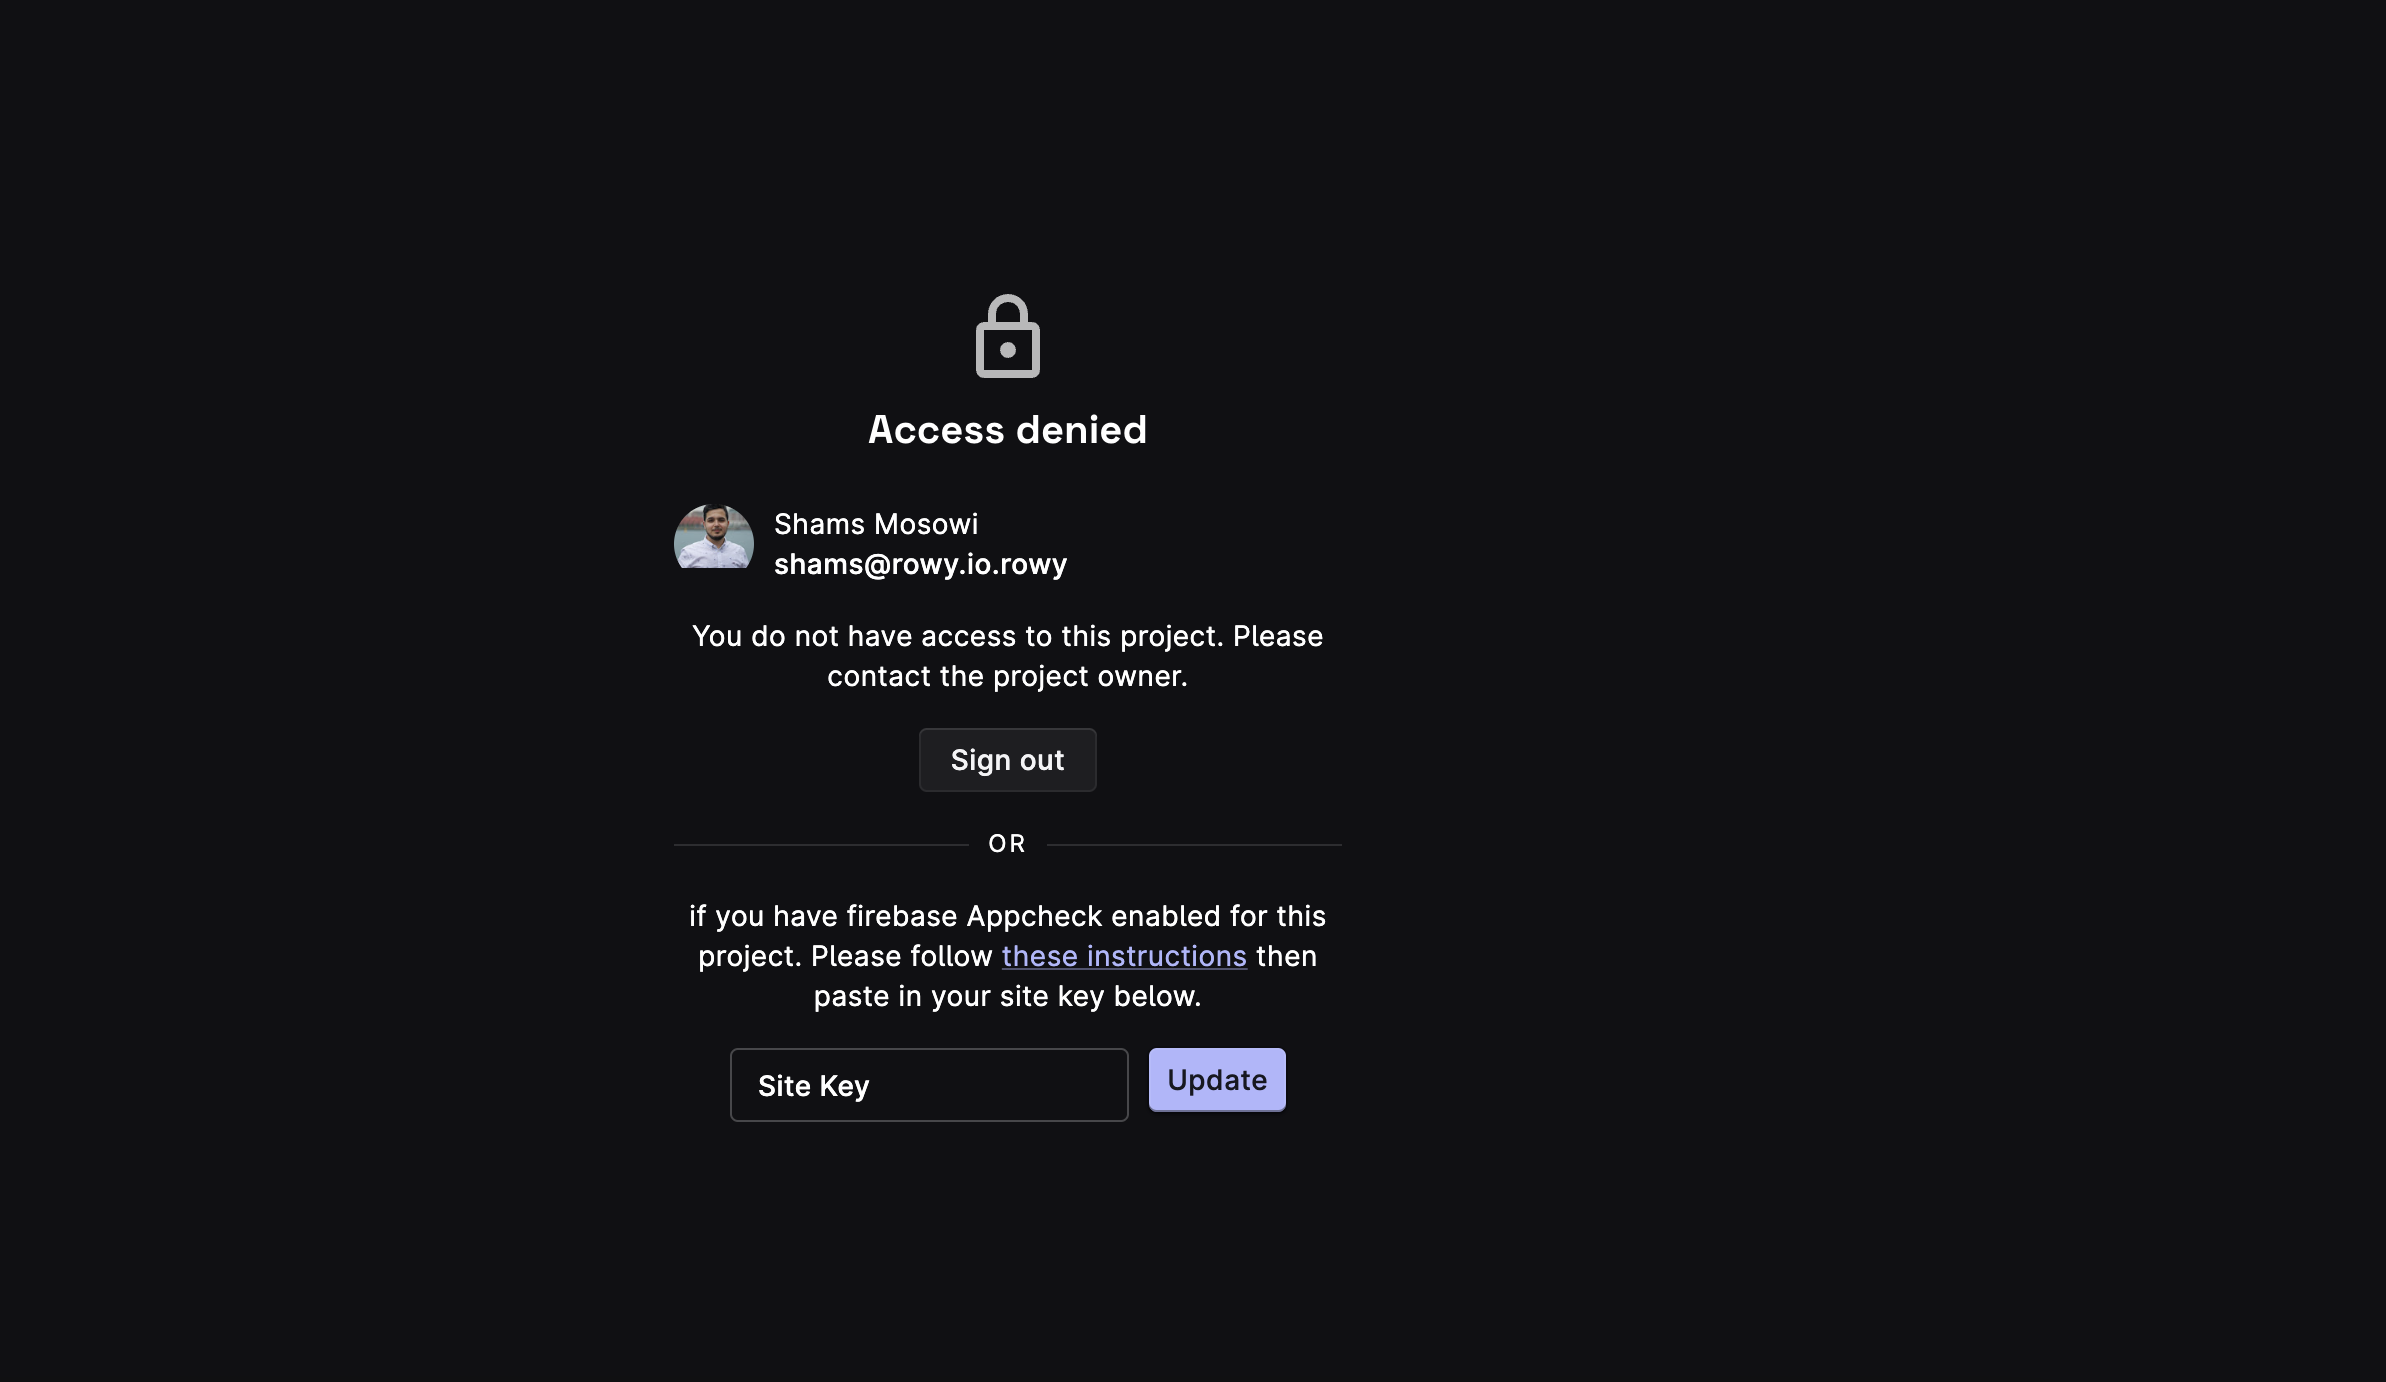 Access denied
Shams Mosowi
shams@rowy.io.rowy
You do not have access to this project. Please
contact the project owner.
Sign out
OR
if you have firebase Appcheck enabled for this
project. Please follow these instructions then
paste in your site key below.
Site Key
Update